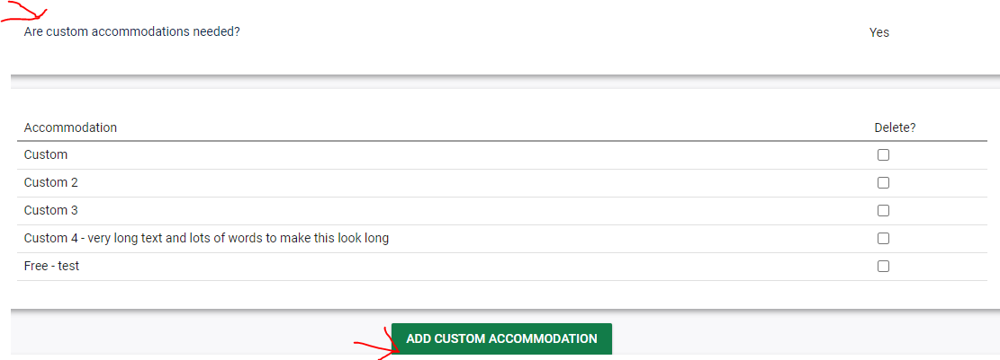 Are custom accommodations needed? Yes
Accommodation Delete?
Custom
Custom 2
Custom 3
Custom 4 - very long text and lots of words to make this look long
Free - test
ADD CUSTOM ACCOMMODATION